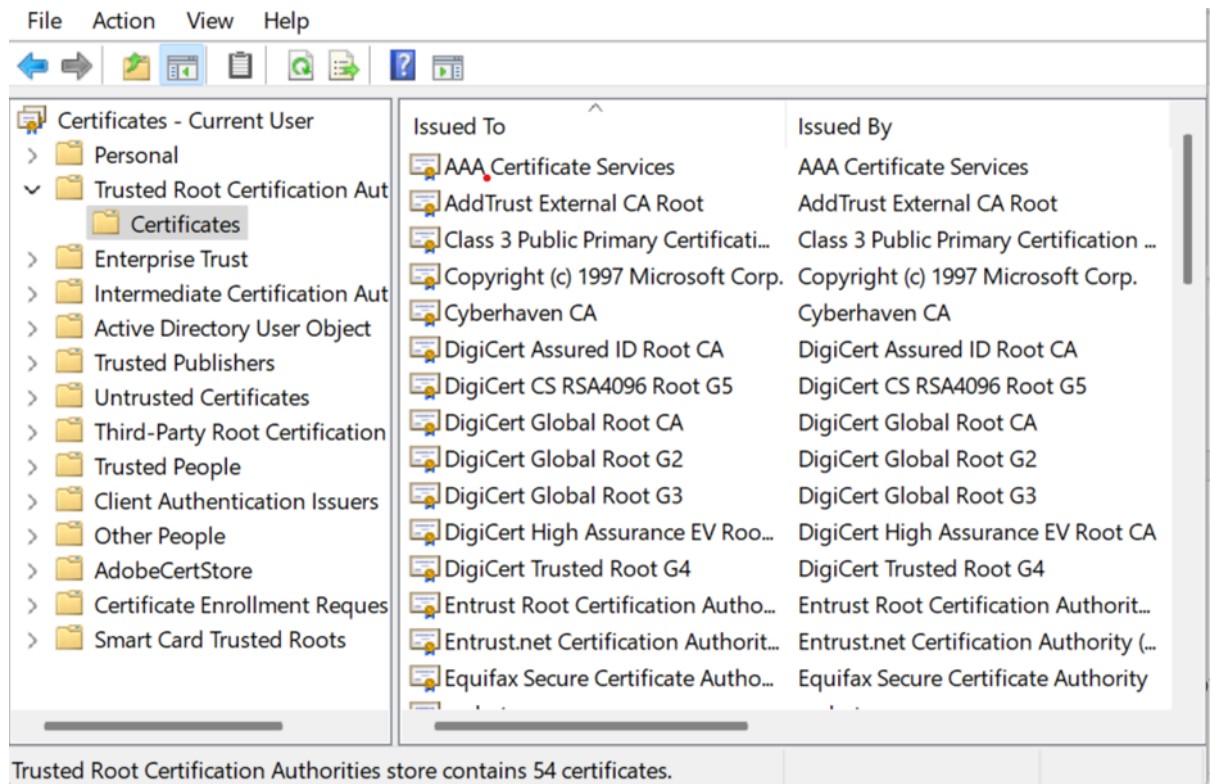 File Action View Help
Certificates - Current User
Personal
Trusted Root Certification Aut
Certificates
Enterprise Trust
Intermediate Certification Aut
Active Directory User Object
Trusted Publishers
Untrusted Certificates
Third-Party Root Certification
Trusted People
Client Authentication Issuers
Other People
AdobeCertStore
Certificate Enrollment Reques
Smart Card Trusted Roots
Issued To Issued By
AAA Certificate Services AAA Certificate Services
AddTrust External CA Root AddTrust External CA Root
Class 3 Public Primary Certificati... Class 3 Public Primary Certification ...
Copyright (c) 1997 Microsoft Corp. Copyright (c) 1997 Microsoft Corp.
Cyberhaven CA Cyberhaven CA
DigiCert Assured ID Root CA DigiCert Assured ID Root CA
DigiCert CS RSA4096 Root G5 DigiCert CS RSA4096 Root G5
DigiCert Global Root CA DigiCert Global Root CA
DigiCert Global Root G2 DigiCert Global Root G2
DigiCert Global Root G3 DigiCert Global Root G3
DigiCert High Assurance EV Roo... DigiCert High Assurance EV Root CA
DigiCert Trusted Root G4 DigiCert Trusted Root G4
Entrust Root Certification Autho... Entrust Root Certification Authorit...
Entrust.net Certification Authorit... Entrust.net Certification Authority (...
Equifax Secure Certificate Autho... Equifax Secure Certificate Authority
Trusted Root Certification Authorities store contains 54 certificates.